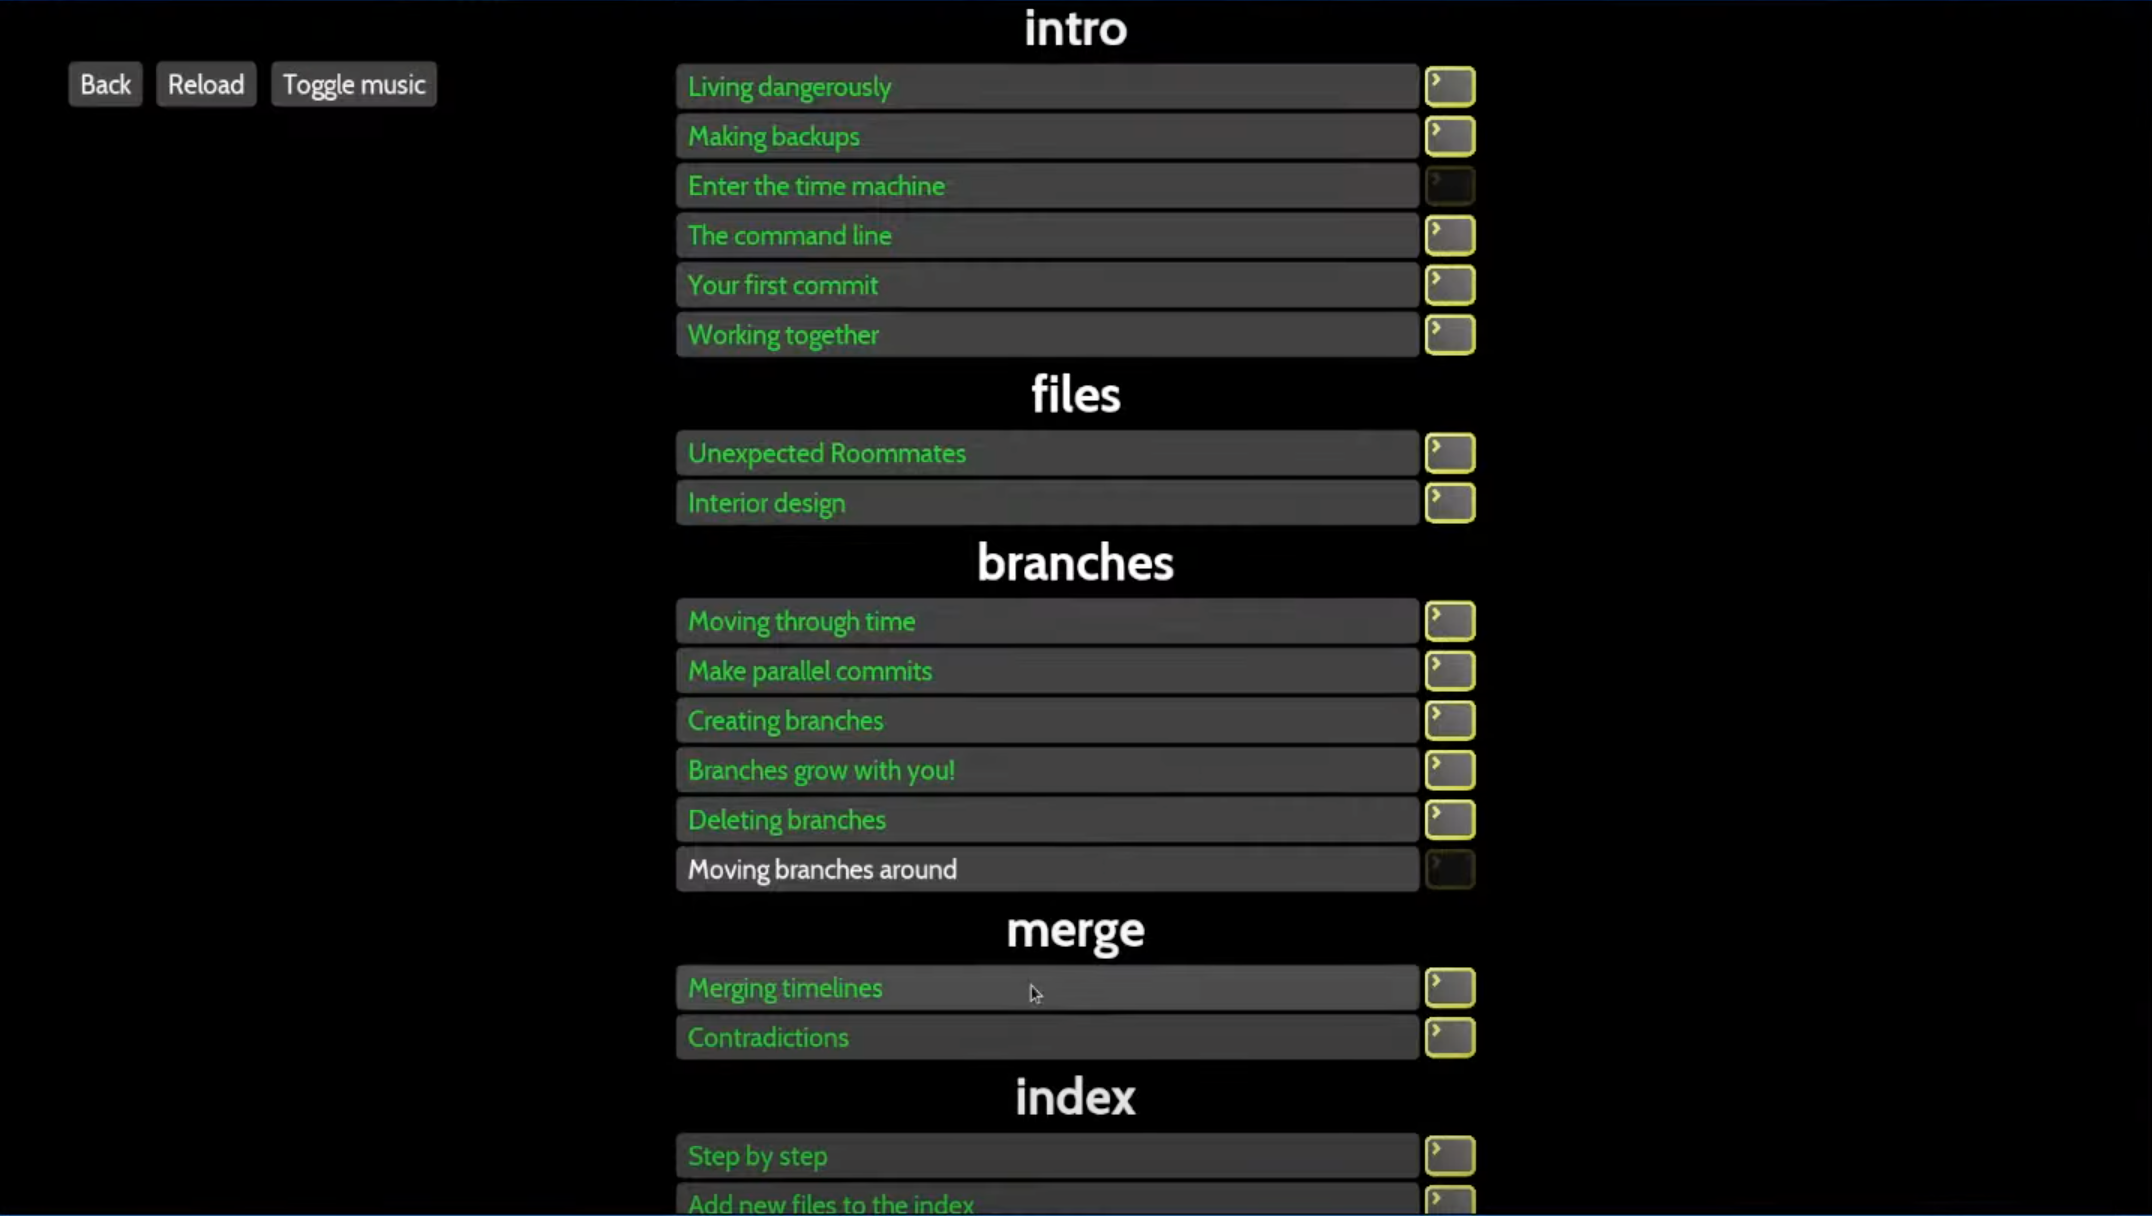 intro
Back Reload Toggle music
Living dangerously
Making backups
Enter the time machine
The command line
Your first commit
Working together
files
Unexpected Roommates
Interior design
branches
Moving through time
Make parallel commits
Creating branches
Branches grow with you!
Deleting branches
Moving branches around
merge
Merging timelines
Contradictions
index
Step by step
Add new files to the index